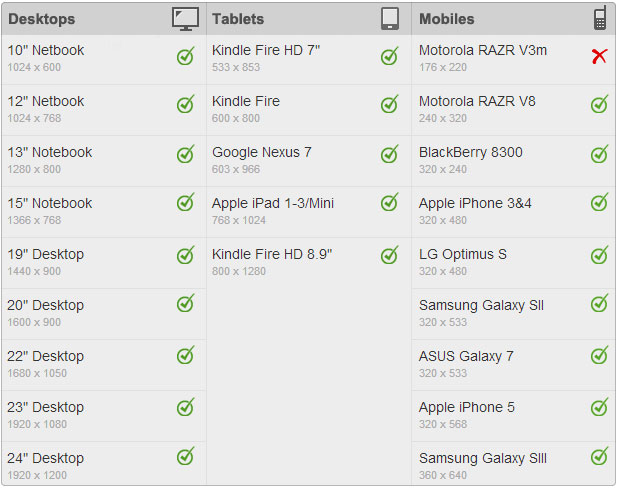 Desktops
10" Netbook
1024 x 600
12" Netbook
1024 x 768
13" Notebook
1280 x 800
15" Notebook
1366 x 768
19" Desktop
1440 x 900
20" Desktop
1600 x 900
22" Desktop
1680 x 1050
23" Desktop
1920 x 1080
24" Desktop
1920 x 1200
Tablets
Kindle Fire HD 7"
533 x 853
Kindle Fire
600 x 800
Google Nexus 7
603 x 966
Apple iPad 1-3/Mini
768 x 1024
Kindle Fire HD 8.9"
800 x 1280
Mobiles
Motorola RAZR V3m
176 x 220
Motorola RAZR V8
240 x 320
BlackBerry 8300
320 x 240
Apple iPhone 3&4
320 x 480
LG Optimus S
320 x 480
Samsung Galaxy SII
320 x 533
ASUS Galaxy 7
320 x 533
Apple iPhone 5
320 x 568
Samsung Galaxy SIII
360 x 640